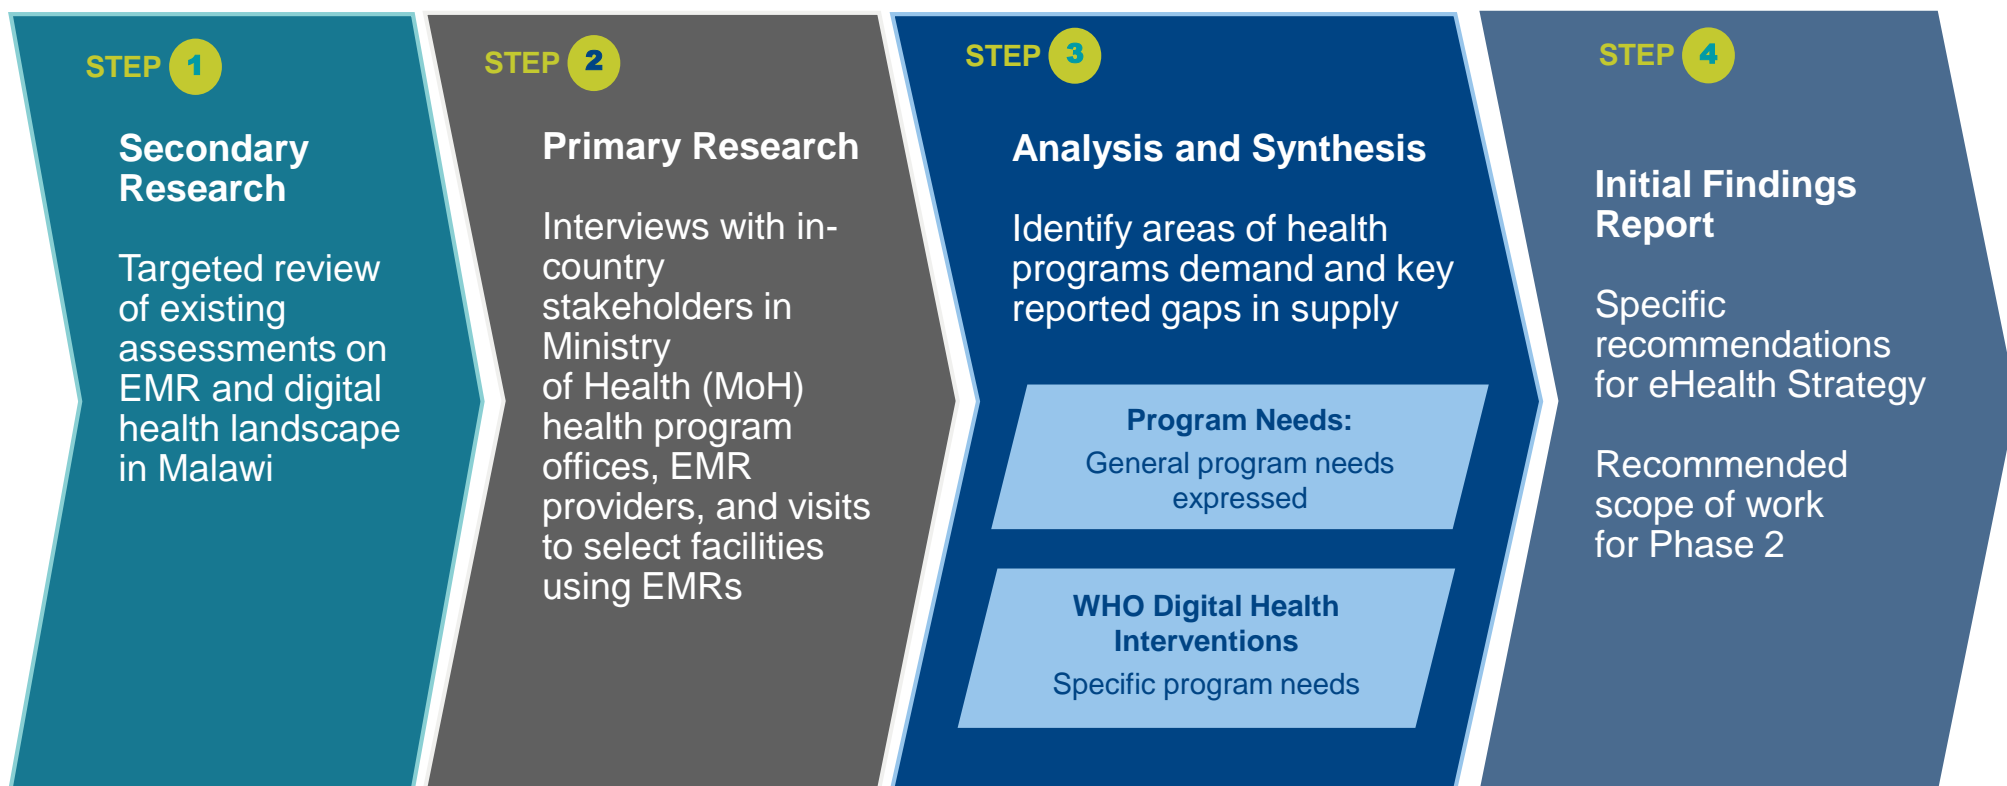 STEP 1
Secondary
Research
Targeted review
of existing
assessments on
EMR and digital
health landscape
in Malawi
STEP 2
Primary Research
Interviews with in-
country
stakeholders in
Ministry
of Health (MoH)
health program
offices, EMR
providers, and visits
to select facilities
using EMRs
STEP 3
Analysis and Synthesis
Identify areas of health
programs demand and key
reported gaps in supply
Program Needs:
General program needs
expressed
WHO Digital Health
Interventions
Specific program needs
STEP 4
Initial Findings
Report
Specific
recommendations
for eHealth Strategy
Recommended
scope of work
for Phase 2